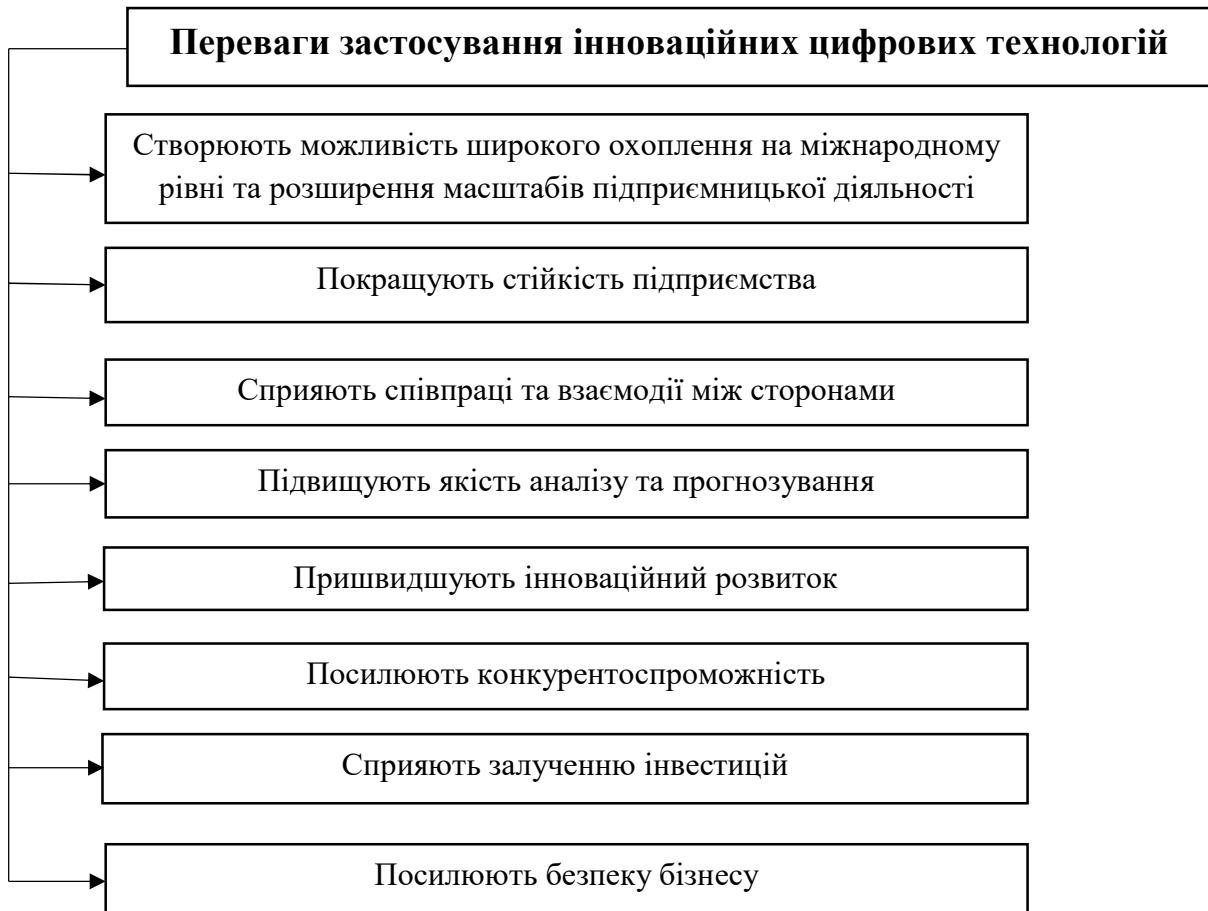 Переваги застосування інноваційних цифрових технологій
Створюють можливість широкого охоплення на міжнародному
рівні та розширення масштабів підприємницької діяльності
Покращують стійкість підприємства
Сприяють співпраці та взаємодії між сторонами
Підвищують якість аналізу та прогнозування
Пришвидшують інноваційний розвиток
Посилюють конкурентоспроможність
Сприяють залученню інвестицій
Посилюють безпеку бізнесу